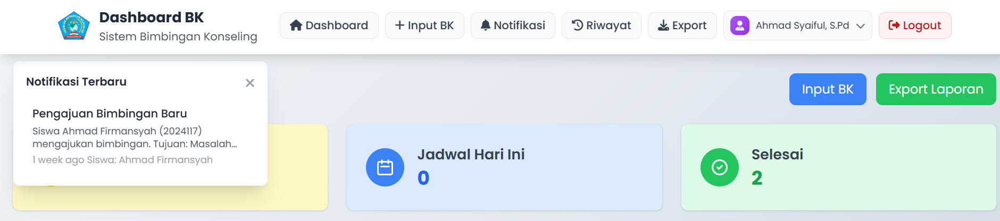 Dashboard BK
Sistem Bimbingan Konseling
Dashboard
Input BK
Notifikasi
Riwayat
Export
Ahmad Syaiful, S.Pd
Logout
Notifikasi Terbaru
Pengajuan Bimbingan Baru
Siswa Ahmad Firmansyah (2024117)
mengajukan bimbingan. Tujuan: Masalah...
1 week ago Siswa: Ahmad Firmansyah
Input BK
Export Laporan
Jadwal Hari Ini
0
Selesai
2